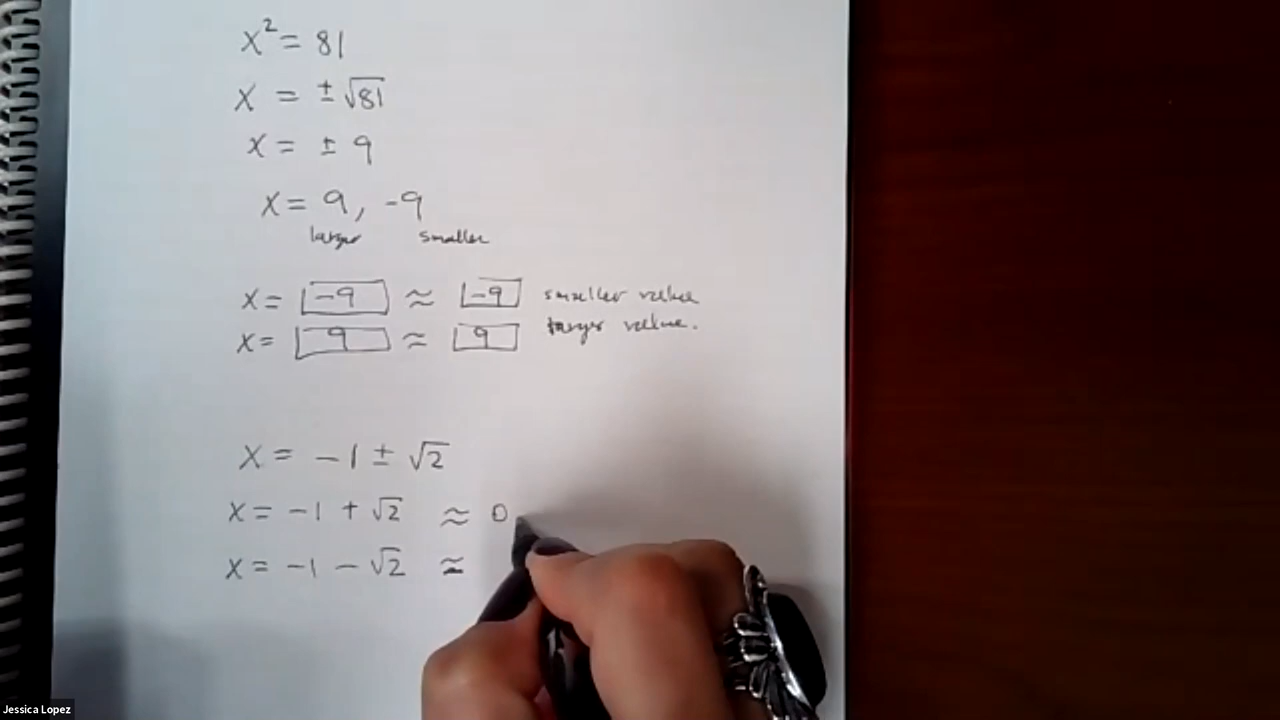 x² = 81
x = ±√81
x = ± 9
x = 9, -9
larger smaller
x = -9 ≈ -9 smaller value
x = 9 ≈ 9 larger value.
x = -1 ± √2
x = -1 + √2 ≈ 0
x = -1 - √2 ≈
Jessica Lopez